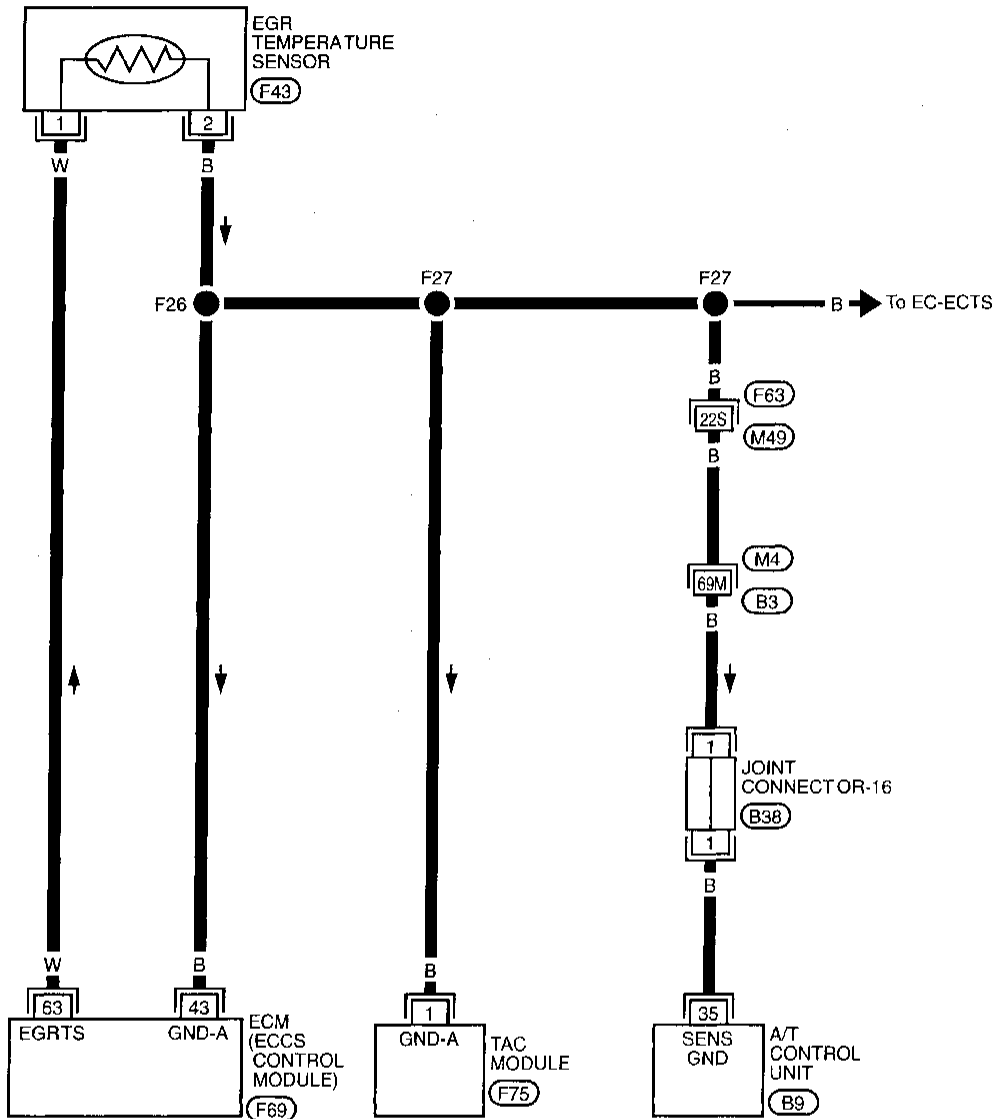 EGR
TEMPERATURE
SENSOR
F43
1
2
W
B
F26
F27
F27
B
To EC-ECTS
B
F63
22S
M49
B
M4
69M
B3
B
1
JOINT
CONNECTOR-16
B38
1
B
W
B
B
63
43
1
35
EGRTS
GND-A
ECM
(ECCS
CONTROL
MODULE)
F69
GND-A
TAC
MODULE
F75
SENS
GND
A/T
CONTROL
UNIT
B9